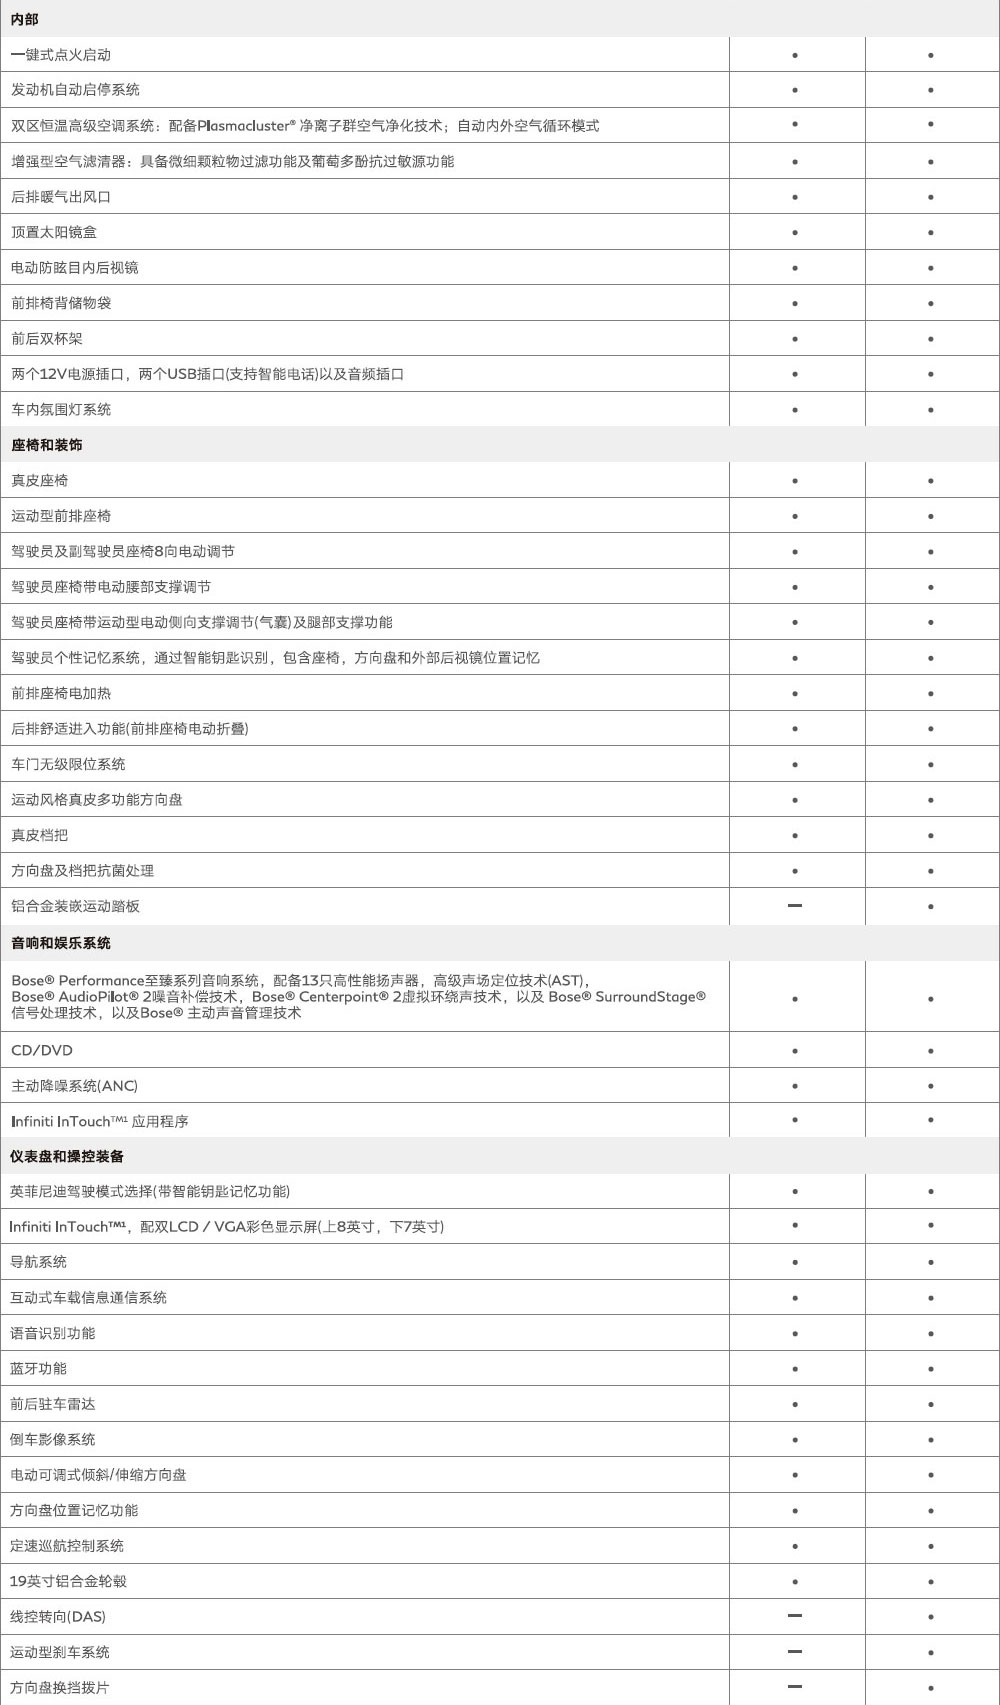 内部
一键式点火启动
发动机自动启停系统
双区恒温高级空调系统：配备Plasmacluster® 净离子群空气净化技术；自动内外空气循环模式
增强型空气滤清器：具备微细颗粒物过滤功能及葡萄多酚抗过敏源功能
后排暖气出风口
顶置太阳镜盒
电动防眩目内后视镜
前排椅背储物袋
前后双杯架
两个12V电源插口，两个USB插口(支持智能电话)以及音频插口
车内氛围灯系统
座椅和装饰
真皮座椅
运动型前排座椅
驾驶员及副驾驶员座椅8向电动调节
驾驶员座椅带电动腰部支撑调节
驾驶员座椅带运动型电动侧向支撑调节(气囊)及腿部支撑功能
驾驶员个性记忆系统，通过智能钥匙识别，包含座椅，方向盘和外部后视镜位置记忆
前排座椅电加热
后排舒适进入功能(前排座椅电动折叠)
车门无级限位系统
运动风格真皮多功能方向盘
真皮档把
方向盘及档把抗菌处理
铝合金装嵌运动踏板
音响和娱乐系统
Bose® Performance至臻系列音响系统，配备13只高性能扬声器，高级声场定位技术(AST)，
Bose® AudioPilot® 2噪音补偿技术，Bose® Centerpoint® 2虚拟环绕声技术，以及 Bose® SurroundStage®
信号处理技术，以及Bose® 主动声音管理技术
CD/DVD
主动降噪系统(ANC)
Infiniti InTouch™¹ 应用程序
仪表盘和操控装备
英菲尼迪驾驶模式选择(带智能钥匙记忆功能)
Infiniti InTouch™¹，配双LCD / VGA彩色显示屏(上8英寸，下7英寸)
导航系统
互动式车载信息通信系统
语音识别功能
蓝牙功能
前后驻车雷达
倒车影像系统
电动可调式倾斜/伸缩方向盘
方向盘位置记忆功能
定速巡航控制系统
19英寸铝合金轮毂
线控转向(DAS)
运动型刹车系统
方向盘换挡拨片